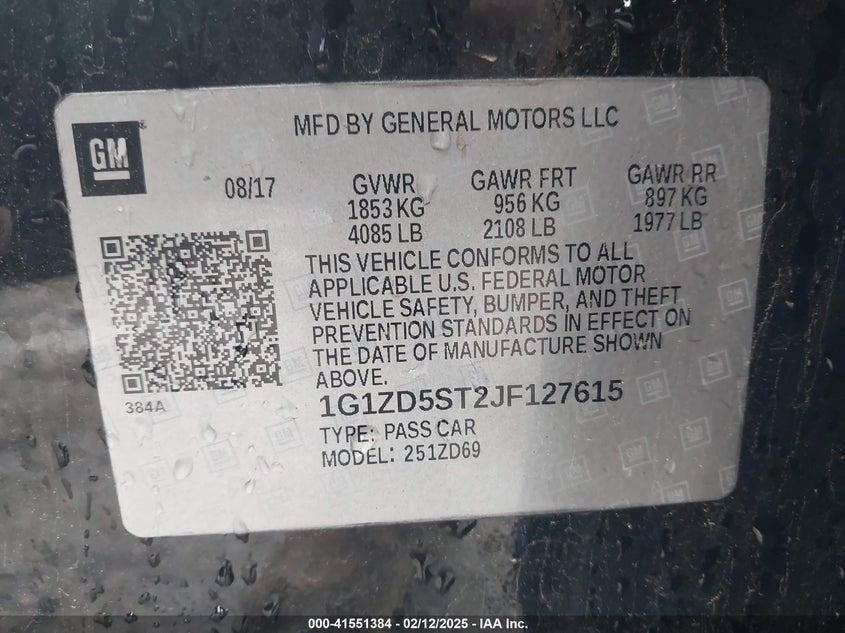 MFD BY GENERAL MOTORS LLC
GM
08/17
GVWR GAWR FRT GAWR RR
1853 KG 956 KG 897 KG
4085 LB 2108 LB 1977 LB
THIS VEHICLE CONFORMS TO ALL
APPLICABLE U.S. FEDERAL MOTOR
VEHICLE SAFETY, BUMPER, AND THEFT
PREVENTION STANDARDS IN EFFECT ON
THE DATE OF MANUFACTURE SHOWN
ABOVE.
384A
1G1ZD5ST2JF127615
TYPE: PASS CAR
MODEL: 251ZD69
000-41551384 - 02/12/2025 - IAA Inc.